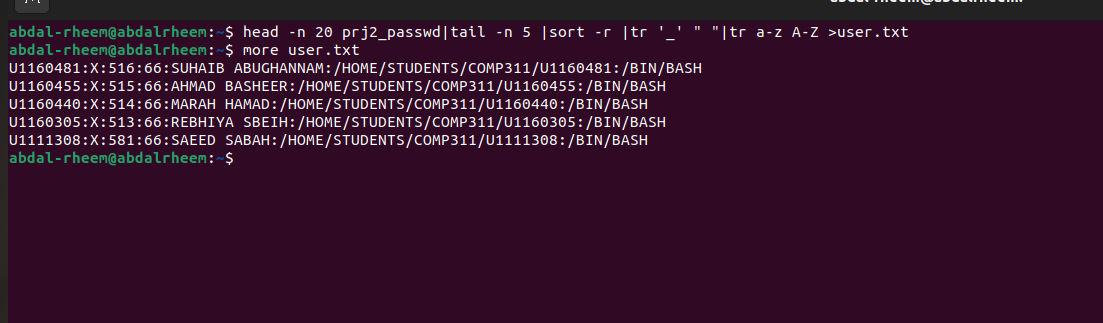 abdal-rheem@abdalrheem:~$ head -n 20 prj2_passwd|tail -n 5 |sort -r |tr '_' " "|tr a-z A-Z >user.txt
abdal-rheem@abdalrheem:~$ more user.txt
U1160481:X:516:66:SUHAIB ABUGHANNAM:/HOME/STUDENTS/COMP311/U1160481:/BIN/BASH
U1160455:X:515:66:AHMAD BASHEER:/HOME/STUDENTS/COMP311/U1160455:/BIN/BASH
U1160440:X:514:66:MARAH HAMAD:/HOME/STUDENTS/COMP311/U1160440:/BIN/BASH
U1160305:X:513:66:REBHIYA SBEIH:/HOME/STUDENTS/COMP311/U1160305:/BIN/BASH
U1111308:X:581:66:SAEED SABAH:/HOME/STUDENTS/COMP311/U1111308:/BIN/BASH
abdal-rheem@abdalrheem:~$